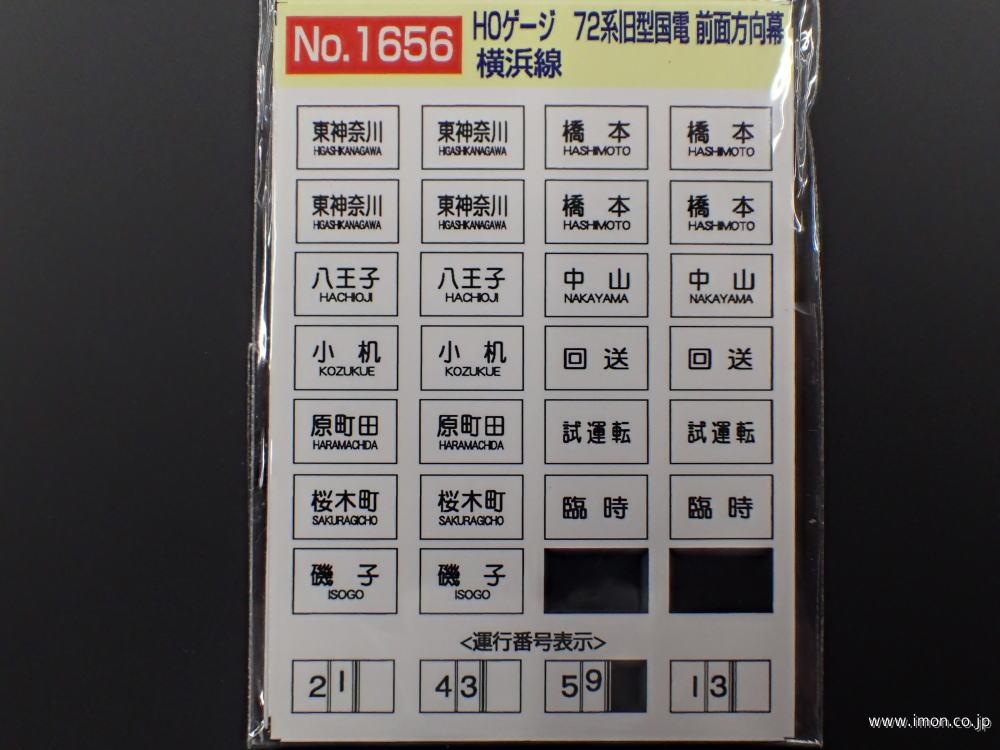 No.1656
HOゲージ 72系旧型国電 前面方向幕
横浜線
東神奈川 東神奈川 橋 本 橋 本
HIGASHIKANAGAWA HIGASHIKANAGAWA HASHIMOTO HASHIMOTO
東神奈川 東神奈川 橋 本 橋 本
HIGASHIKANAGAWA HIGASHIKANAGAWA HASHIMOTO HASHIMOTO
八王子 八王子 中 山 中 山
HACHIOJI HACHIOJI NAKAYAMA NAKAYAMA
小 机 小 机 回 送 回 送
KOZUKUE KOZUKUE
原町田 原町田 試運転 試運転
HARAMACHIDA HARAMACHIDA
桜木町 桜木町 臨 時 臨 時
SAKURAGICHO SAKURAGICHO
磯 子 磯 子
ISOGO ISOGO
<運行番号表示>
21 43 59 13
www.imon.co.jp